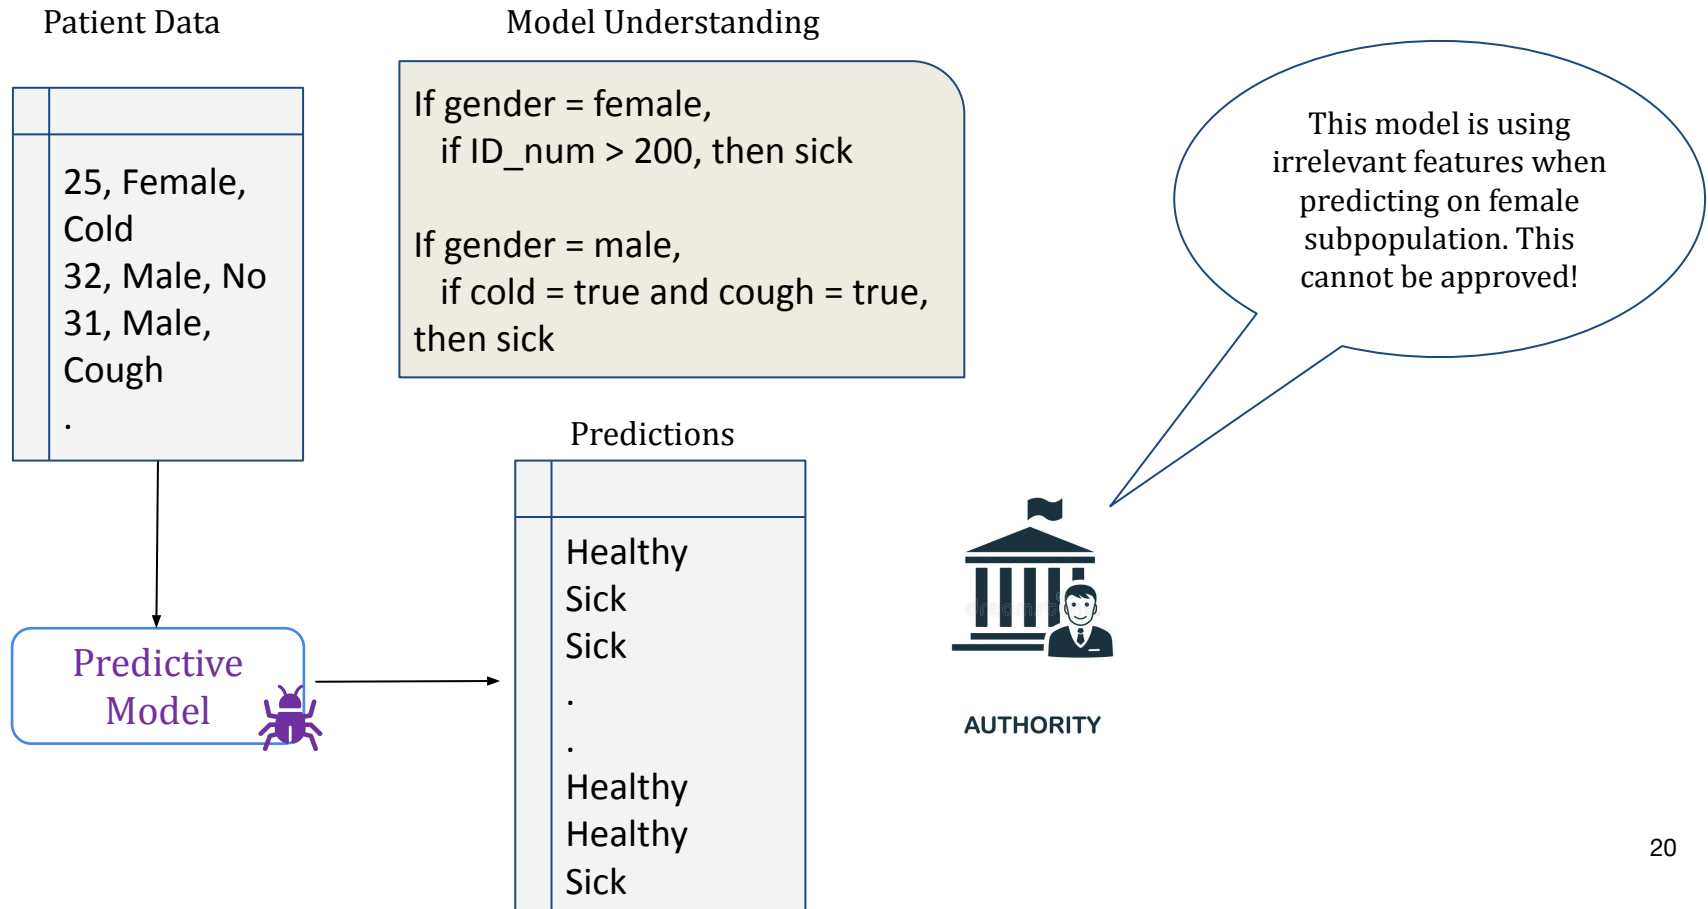 Patient Data
25, Female,
Cold
32, Male, No
31, Male,
Cough
.
Model Understanding
If gender = female,
if ID_num > 200, then sick
If gender = male,
if cold = true and cough = true,
then sick
This model is using
irrelevant features when
predicting on female
subpopulation. This
cannot be approved!
Predictive
Model
Predictions
Healthy
Sick
Sick
.
.
Healthy
Healthy
Sick
AUTHORITY
20